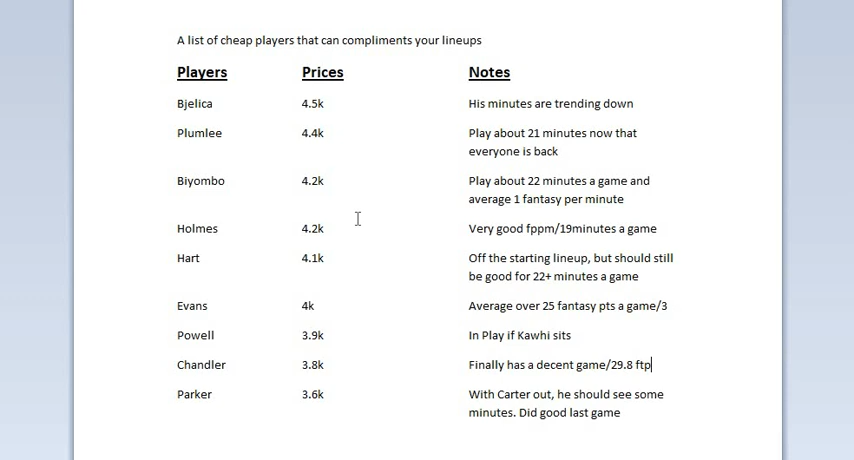 A list of cheap players that can compliments your lineups
Players Prices Notes
Bjelica 4.5k His minutes are trending down
Plumlee 4.4k Play about 21 minutes now that
everyone is back
Biyombo 4.2k Play about 22 minutes a game and
average 1 fantasy per minute
Holmes 4.2k Very good fppm/19minutes a game
Hart 4.1k Off the starting lineup, but should still
be good for 22+ minutes a game
Evans 4k Average over 25 fantasy pts a game/3
Powell 3.9k In Play if Kawhi sits
Chandler 3.8k Finally has a decent game/29.8 ftp
Parker 3.6k With Carter out, he should see some
minutes. Did good last game